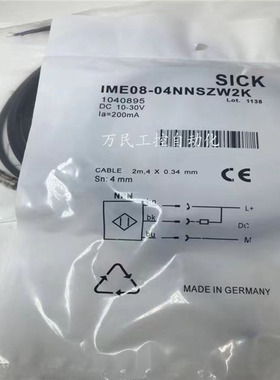 SICK
IME08-04NNSZW2K
1040895
Lot. 1138
DC 10-30V
Ia=200mA
万民工控自动化
CABLE 2m,4 X 0.34 mm
Sn: 4 mm
NPN
bn
L+
bk
DC
bu
M
MADE IN GERMANY